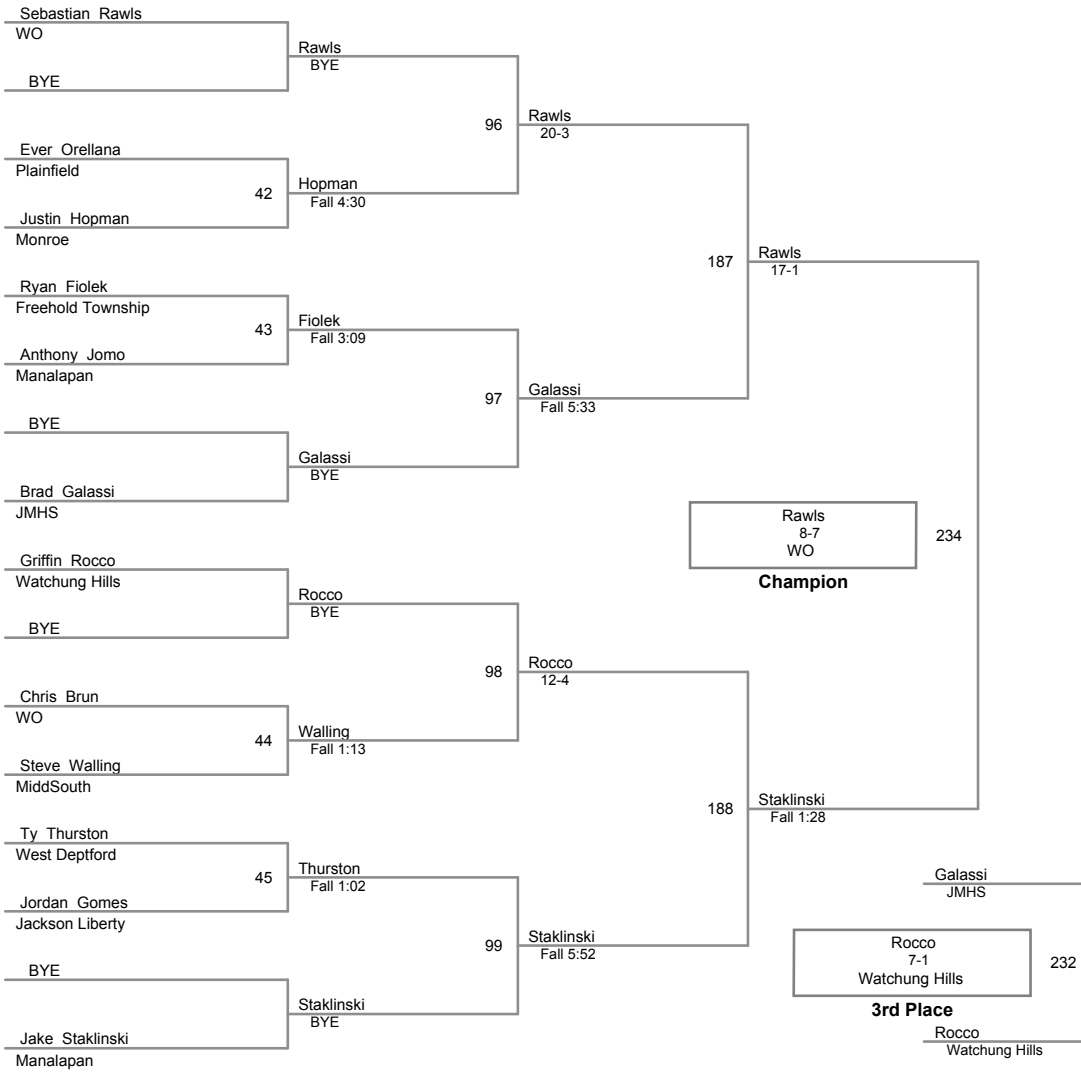 Sebastian Rawls
WO
BYE
Rawls
BYE
Ever Orellana
Plainfield
Justin Hopman
Monroe
42
Hopman
Fall 4:30
96
Rawls
20-3
Ryan Fiolek
Freehold Township
Anthony Jomo
Manalapan
43
Fiolek
Fall 3:09
BYE
Brad Galassi
JMHS
Galassi
BYE
97
Galassi
Fall 5:33
187
Rawls
17-1
Griffin Rocco
Watchung Hills
BYE
Rocco
BYE
Chris Brun
WO
Steve Walling
MiddSouth
44
Walling
Fall 1:13
98
Rocco
12-4
Ty Thurston
West Deptford
Jordan Gomes
Jackson Liberty
45
Thurston
Fall 1:02
BYE
Jake Staklinski
Manalapan
Staklinski
BYE
99
Staklinski
Fall 5:52
188
Staklinski
Fall 1:28
Rawls
8-7
WO
234
Champion
Galassi
JMHS
Rocco
7-1
Watchung Hills
232
3rd Place
Rocco
Watchung Hills